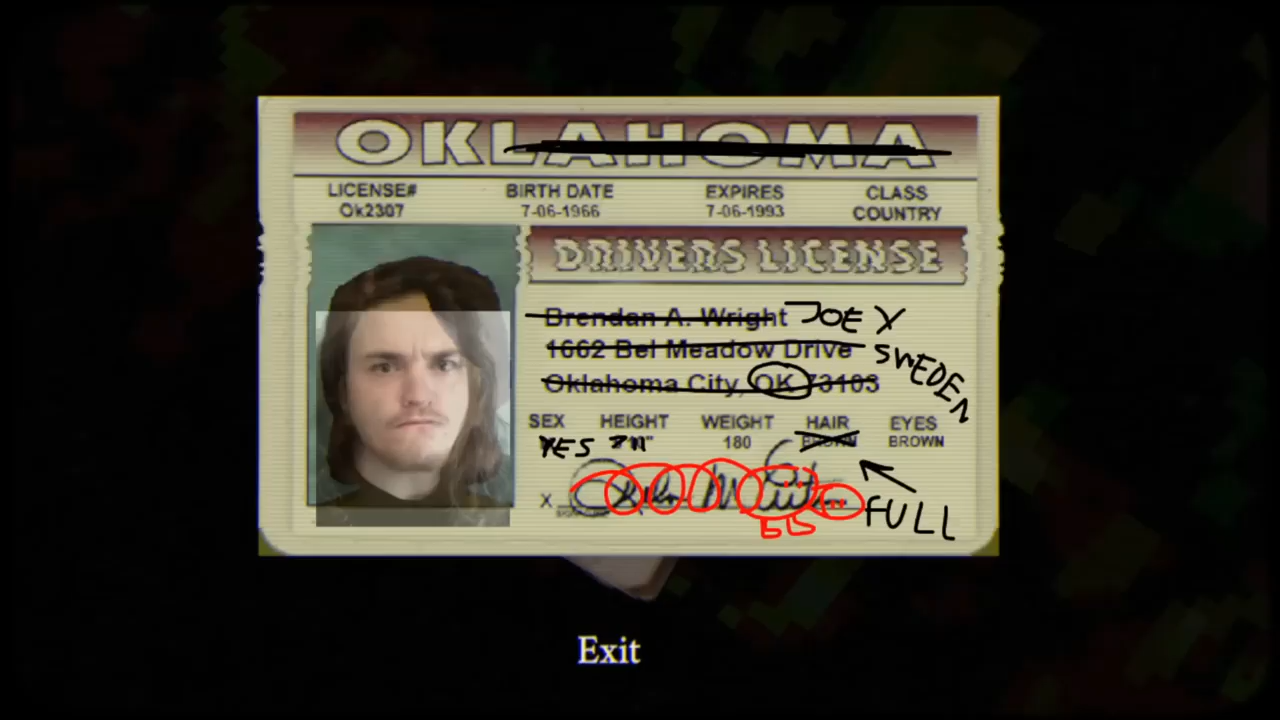 OKLAHOMA
LICENSE# BIRTH DATE EXPIRES CLASS
Ok2307 7-06-1966 7-06-1993 COUNTRY
DRIVERS LICENSE
Brendan A. Wright JOEY
1662 Bel Meadow Drive SWEDEN
Oklahoma City, OK 73103
SEX HEIGHT WEIGHT HAIR EYES
YES 180 BROWN BROWN
X
FULL
Exit